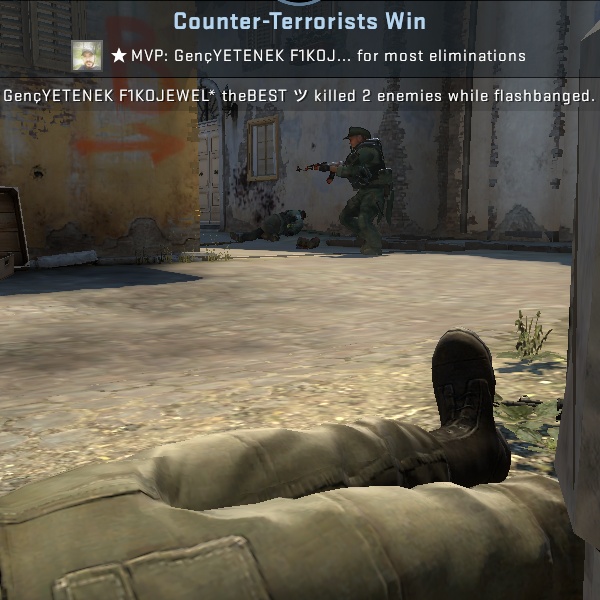 Counter-Terrorists Win
★ MVP: GençYETENEK F1KOJ... for most eliminations
GençYETENEK F1KOJEWEL* theBEST ツ killed 2 enemies while flashbanged.
B